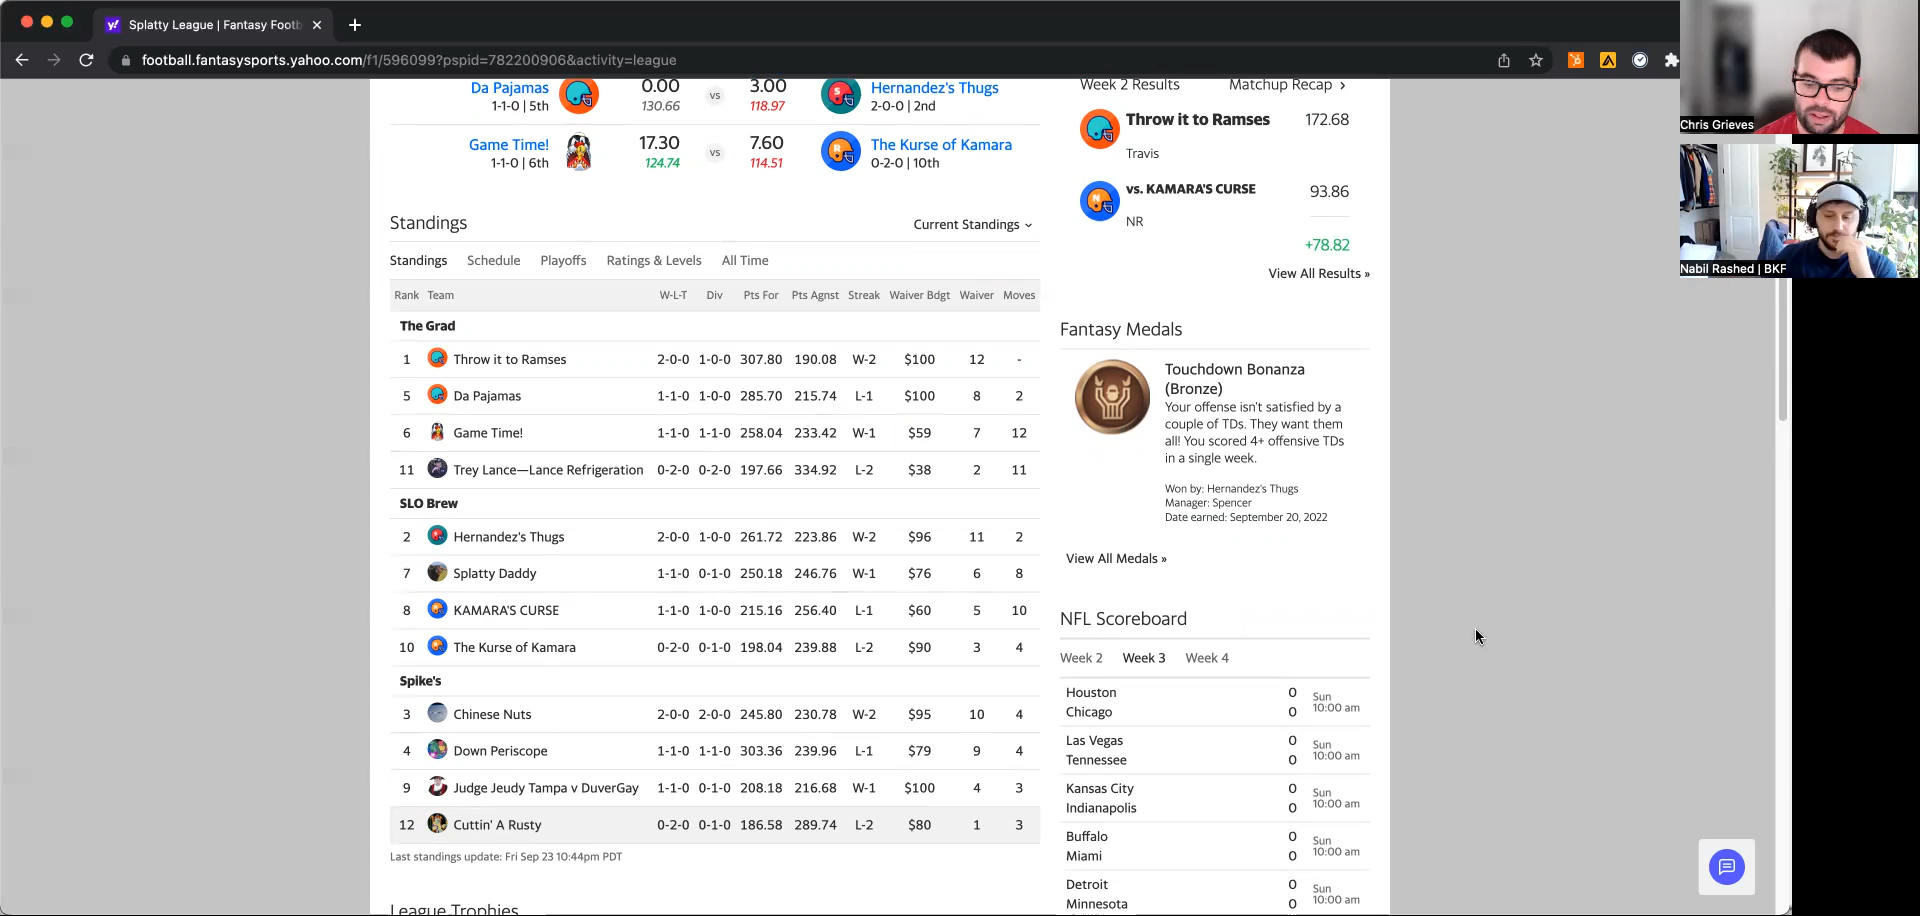 Splatty League | Fantasy Footb
football.fantasysports.yahoo.com/f1/596099?pspid=782200906&activity=league
Chris Grieves
Nabil Rashed | BKF
Da Pajamas 0.00 vs 3.00 Hernandez's Thugs
1-1-0 | 5th 130.66 118.97 2-0-0 | 2nd
Game Time! 17.30 vs 7.60 The Kurse of Kamara
1-1-0 | 6th 124.74 114.51 0-2-0 | 10th
Standings Current Standings
Standings Schedule Playoffs Ratings & Levels All Time
Rank Team W-L-T Div Pts For Pts Agnst Streak Waiver Bdgt Waiver Moves
The Grad
1 Throw it to Ramses 2-0-0 1-0-0 307.80 190.08 W-2 $100 12 -
5 Da Pajamas 1-1-0 1-0-0 285.70 215.74 L-1 $100 8 2
6 Game Time! 1-1-0 1-1-0 258.04 233.42 W-1 $59 7 12
11 Trey Lance—Lance Refrigeration 0-2-0 0-2-0 197.66 334.92 L-2 $38 2 11
SLO Brew
2 Hernandez's Thugs 2-0-0 1-0-0 261.72 223.86 W-2 $96 11 2
7 Splatty Daddy 1-1-0 0-1-0 250.18 246.76 W-1 $76 6 8
8 KAMARA'S CURSE 1-1-0 1-0-0 215.16 256.40 L-1 $60 5 10
10 The Kurse of Kamara 0-2-0 0-1-0 198.04 239.88 L-2 $90 3 4
Spike's
3 Chinese Nuts 2-0-0 2-0-0 245.80 230.78 W-2 $95 10 4
4 Down Periscope 1-1-0 1-1-0 303.36 239.96 L-1 $79 9 4
9 Judge Jeudy Tampa v DuverGay 1-1-0 0-1-0 208.18 216.68 W-1 $100 4 3
12 Cuttin' A Rusty 0-2-0 0-1-0 186.58 289.74 L-2 $80 1 3
Last standings update: Fri Sep 23 10:44pm PDT
League Trophies
Week 2 Results Matchup Recap ›
Throw it to Ramses 172.68
Travis
vs. KAMARA'S CURSE 93.86
NR
+78.82
View All Results »
Fantasy Medals
Touchdown Bonanza
(Bronze)
Your offense isn't satisfied by a
couple of TDs. They want them
all! You scored 4+ offensive TDs
in a single week.
Won by: Hernandez's Thugs
Manager: Spencer
Date earned: September 20, 2022
View All Medals »
NFL Scoreboard
Week 2 Week 3 Week 4
Houston 0 Sun
Chicago 0 10:00 am
Las Vegas 0 Sun
Tennessee 0 10:00 am
Kansas City 0 Sun
Indianapolis 0 10:00 am
Buffalo 0 Sun
Miami 0 10:00 am
Detroit 0 Sun
Minnesota 0 10:00 am